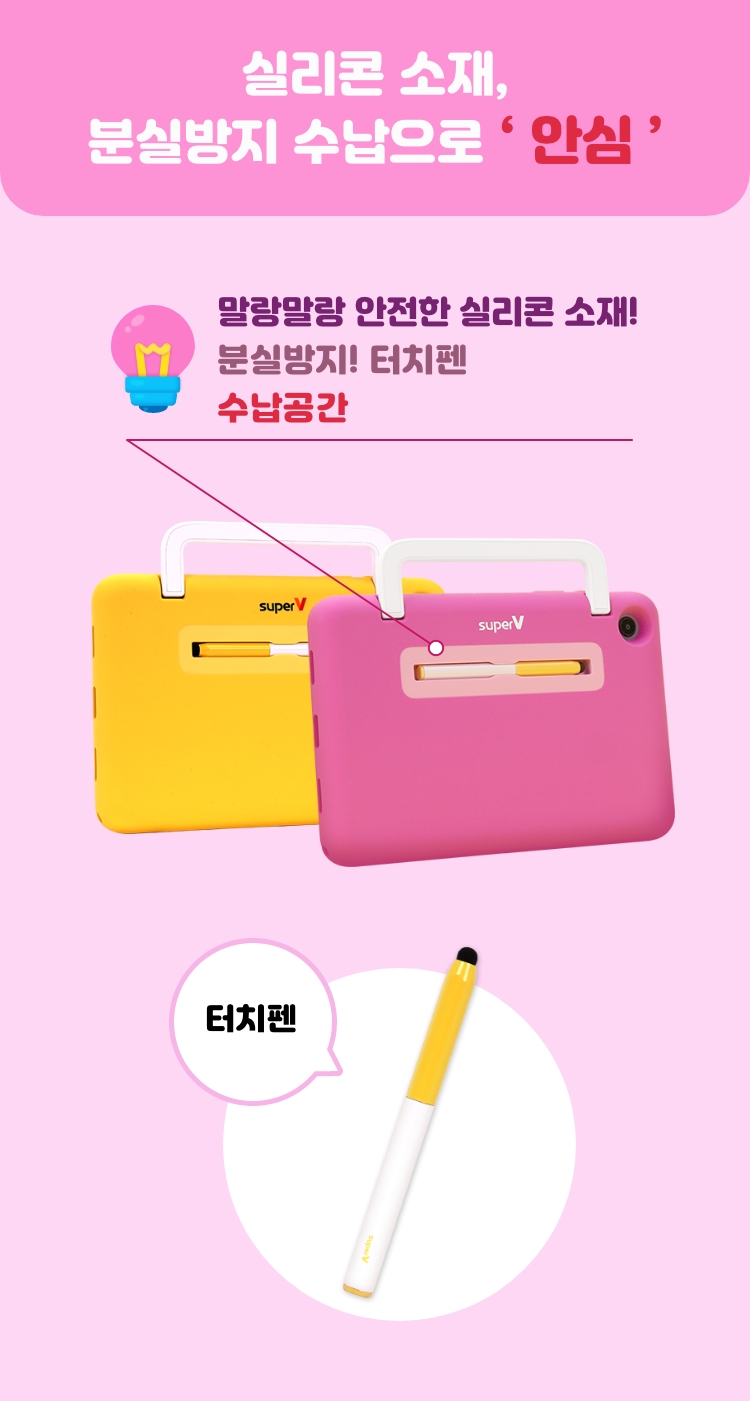 실리콘 소재,
분실방지 수납으로 ‘ 안심 ’
말랑말랑 안전한 실리콘 소재!
분실방지! 터치펜
수납공간
superV
superV
터치펜
superV